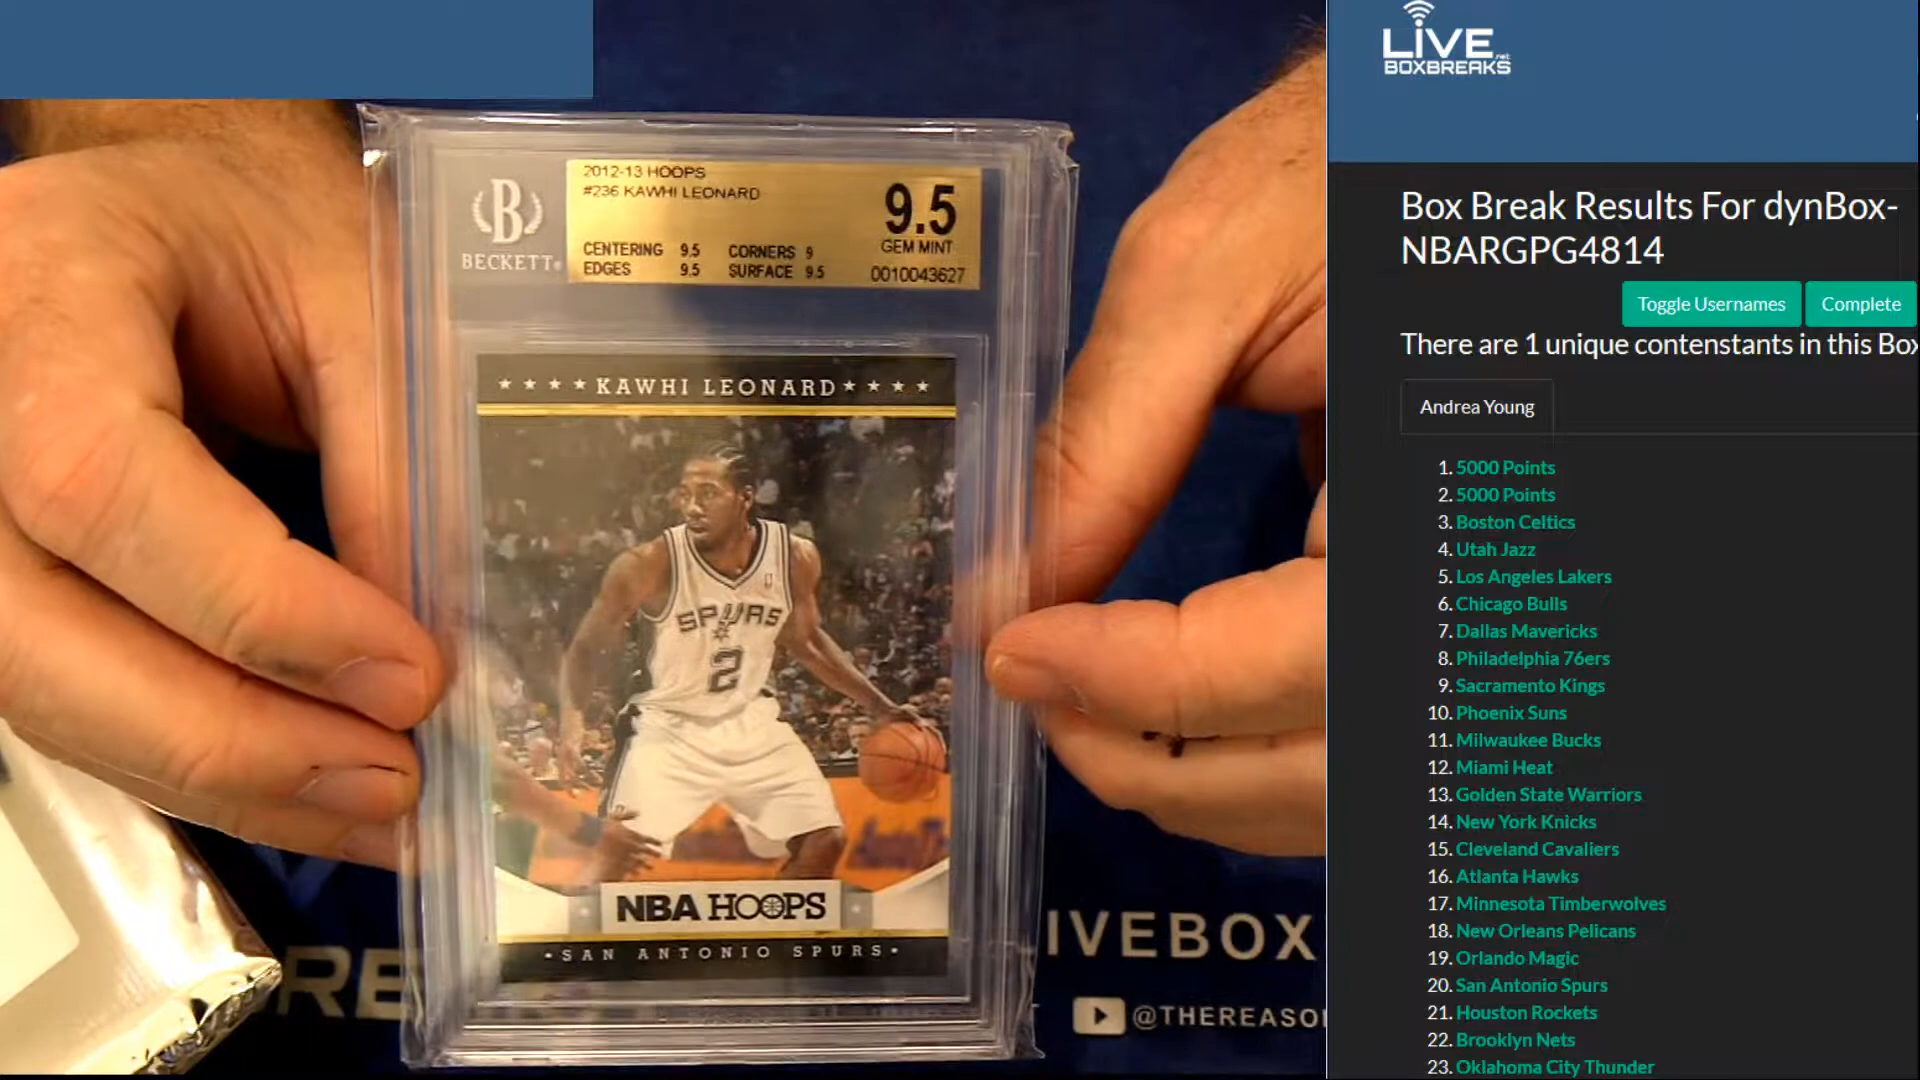 2012-13 HOOPS
#236 KAWHI LEONARD
9.5
GEM MINT
CENTERING 9.5 CORNERS 9
EDGES 9.5 SURFACE 9.5
0010043627
B
BECKETT
KAWHI LEONARD
SPURS
2
NBA HOOPS
SAN ANTONIO SPURS
IVEBOX
@THEREASO
LIVE.net
BOXBREAKS
Box Break Results For dynBox-
NBARGPG4814
Toggle Usernames
Complete
There are 1 unique contenstants in this Box
Andrea Young
1. 5000 Points
2. 5000 Points
3. Boston Celtics
4. Utah Jazz
5. Los Angeles Lakers
6. Chicago Bulls
7. Dallas Mavericks
8. Philadelphia 76ers
9. Sacramento Kings
10. Phoenix Suns
11. Milwaukee Bucks
12. Miami Heat
13. Golden State Warriors
14. New York Knicks
15. Cleveland Cavaliers
16. Atlanta Hawks
17. Minnesota Timberwolves
18. New Orleans Pelicans
19. Orlando Magic
20. San Antonio Spurs
21. Houston Rockets
22. Brooklyn Nets
23. Oklahoma City Thunder